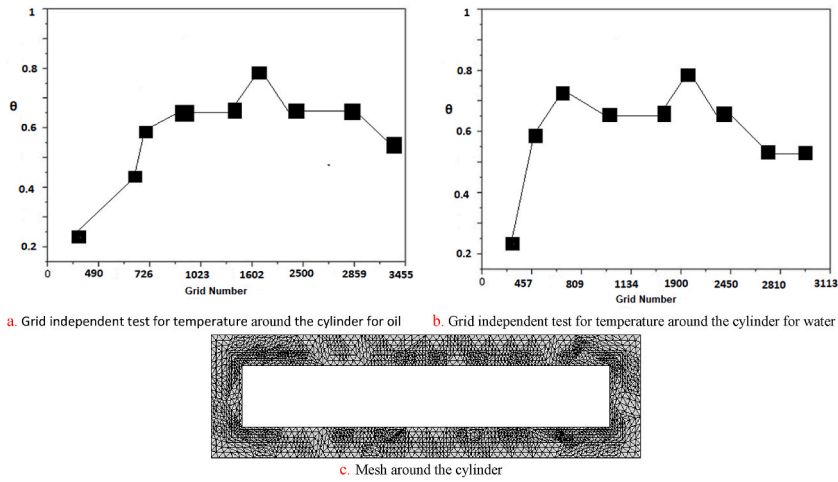 1
0.8
θ
0.6
0.4
0.2
0 490 726 1023 1602 2500 2859 3455
Grid Number
a. Grid independent test for temperature around the cylinder for oil
1
0.8
θ
0.6
0.4
0.2
0 457 809 1134 1900 2450 2810 3113
Grid Number
b. Grid independent test for temperature around the cylinder for water
c. Mesh around the cylinder